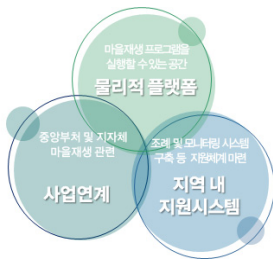 마을재생 프로그램을
실행할 수 있는 공간
물리적 플랫폼
중앙부처 및 지자체
마을재생 관련
사업연계
조례 및 모니터링 시스템
구축 등 지원체계 마련
지역 내
지원시스템